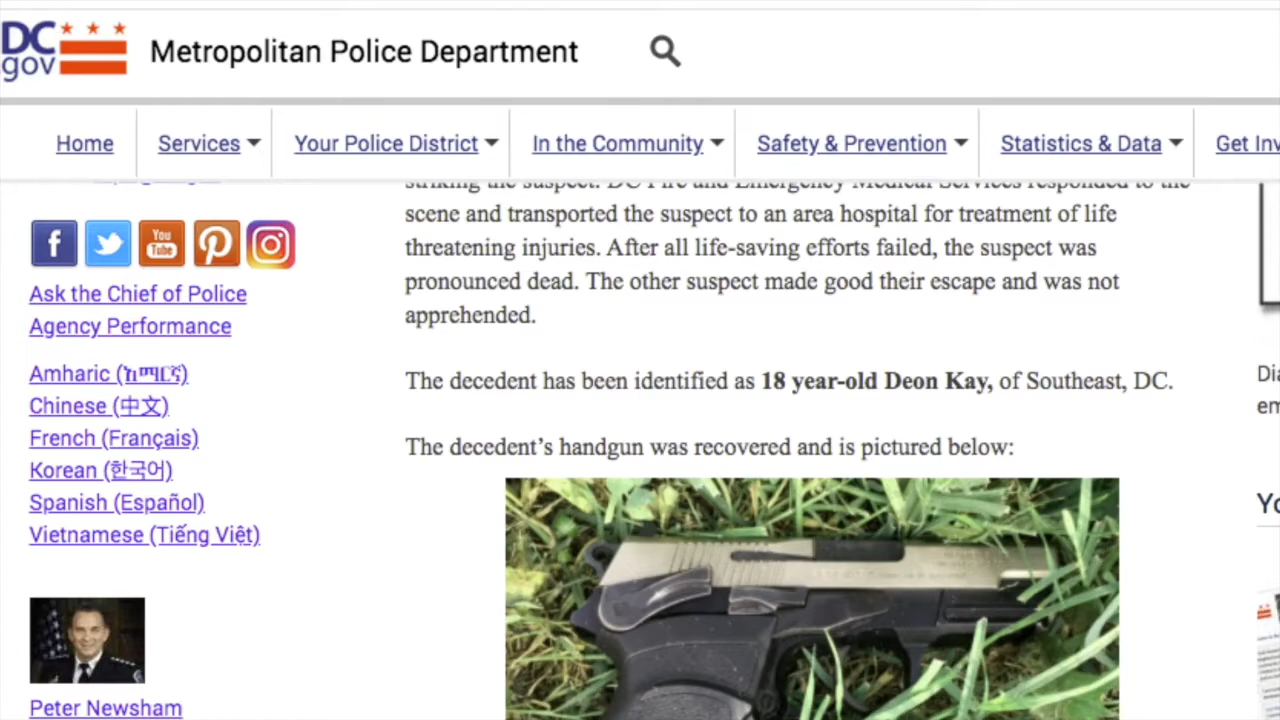 DC
gov
Metropolitan Police Department
Home
Services
Your Police District
In the Community
Safety & Prevention
Statistics & Data
Get
striking the suspect. DC Fire and Emergency Medical Services responded to the
scene and transported the suspect to an area hospital for treatment of life
threatening injuries. After all life-saving efforts failed, the suspect was
pronounced dead. The other suspect made good their escape and was not
apprehended.
The decedent has been identified as 18 year-old Deon Kay, of Southeast, DC.
The decedent’s handgun was recovered and is pictured below:
f
You
Tube
Ask the Chief of Police
Agency Performance
Amharic (አማርኛ)
Chinese (中文)
French (Français)
Korean (한국어)
Spanish (Español)
Vietnamese (Tiếng Việt)
Peter Newsham